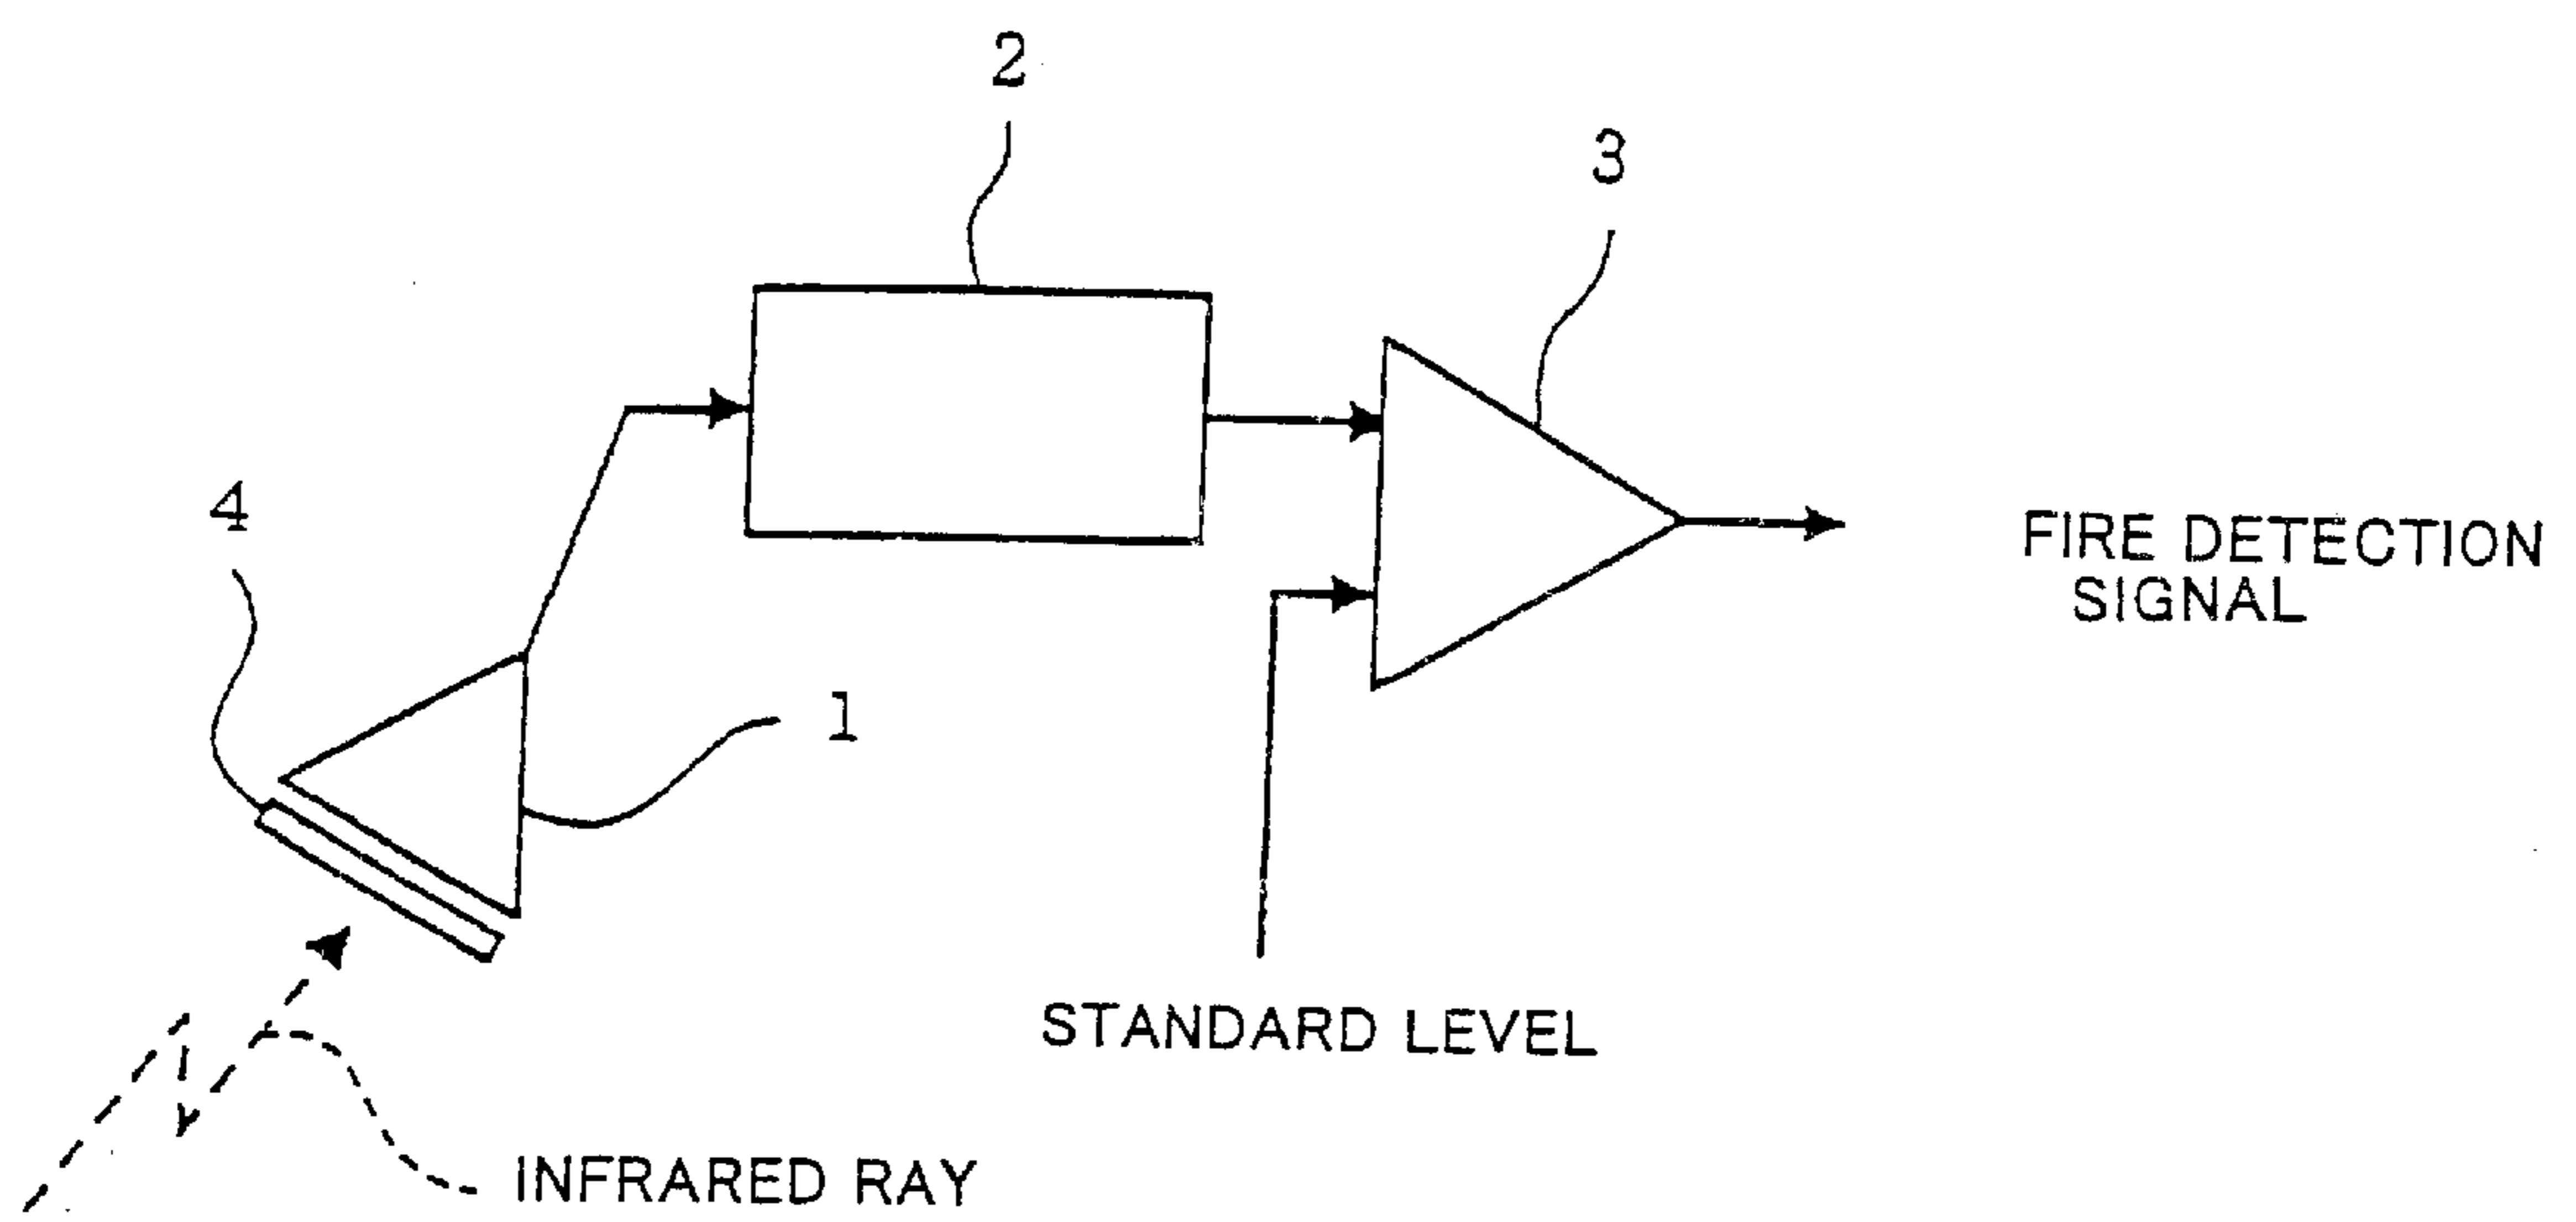 2
3
4
1
FIRE DETECTION
SIGNAL
STANDARD LEVEL
INFRARED RAY